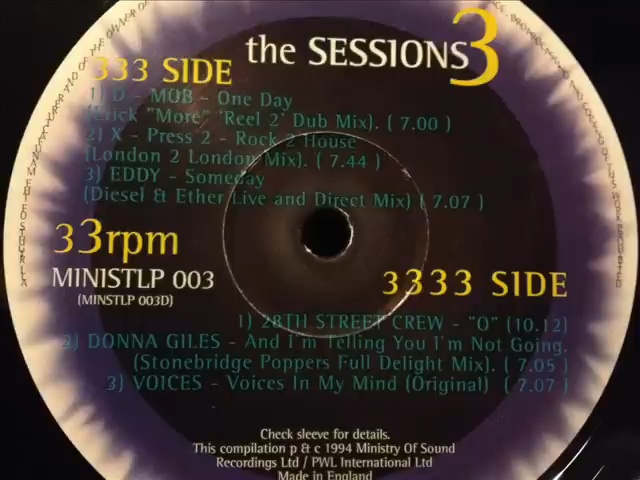 the SESSIONS 3
333 SIDE
1) D - MOB - One Day
(Erick "More" 'Reel 2' Dub Mix). ( 7.00 )
2) X - Press 2 - Rock 2 House
(London 2 London Mix). ( 7.44 )
3) EDDY - Someday
(Diesel & Ether Live and Direct Mix) ( 7.07 )
33rpm
MINISTLP 003
(MINSTLP 003D)
3333 SIDE
1) 28TH STREET CREW - "O" (10.12)
2) DONNA GILES - And I'm Telling You I'm Not Going.
(Stonebridge Poppers Full Delight Mix). ( 7.05 )
3) VOICES - Voices In My Mind (Original) ( 7.07 )
Check sleeve for details.
This compilation p & c 1994 Ministry Of Sound
Recordings Ltd / PWL International Ltd
Made in England